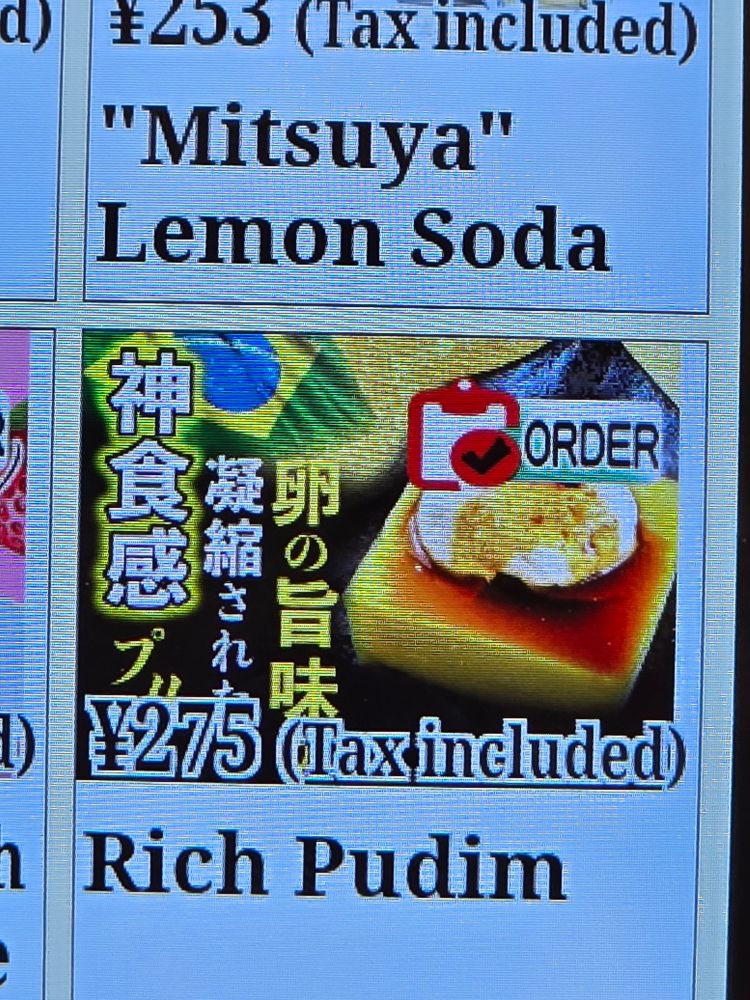 ¥253 (Tax included)
"Mitsuya"
Lemon Soda
ORDER
卵の旨味
凝縮された
神食感
¥275 (Tax included)
Rich Pudim